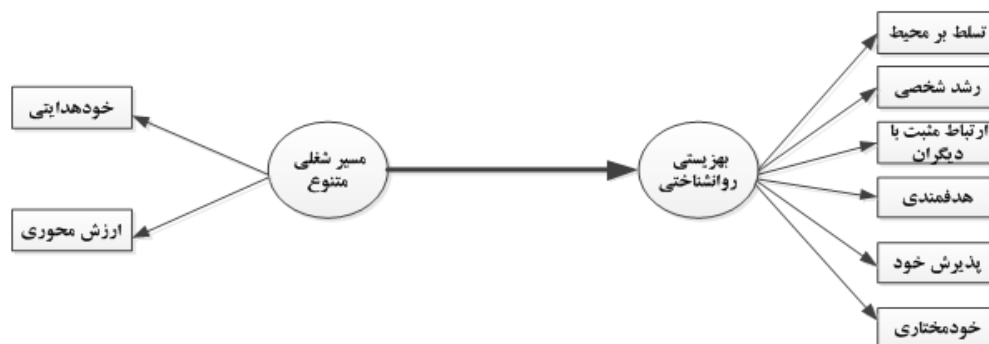 تسلط بر محیط
رشد شخصی
ارتباط مثبت با
دیگران
هدفمندی
پذیرش خود
خودمختاری
بهزیستی
روانشناختی
مسیر شغلی
متنوع
خودهدایتی
ارزش محوری